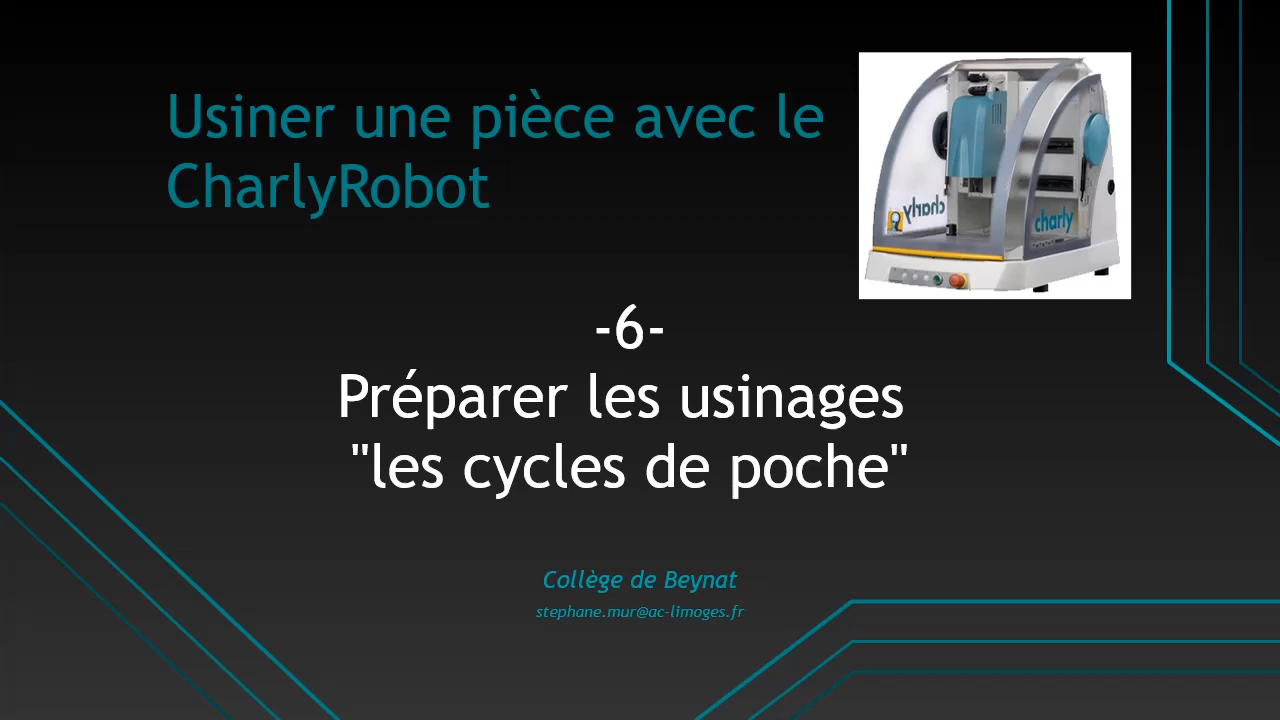 Usiner une pièce avec le
CharlyRobot
charly
charly
-6-
Préparer les usinages
"les cycles de poche"
Collège de Beynat
stephane.mur@ac-limoges.fr